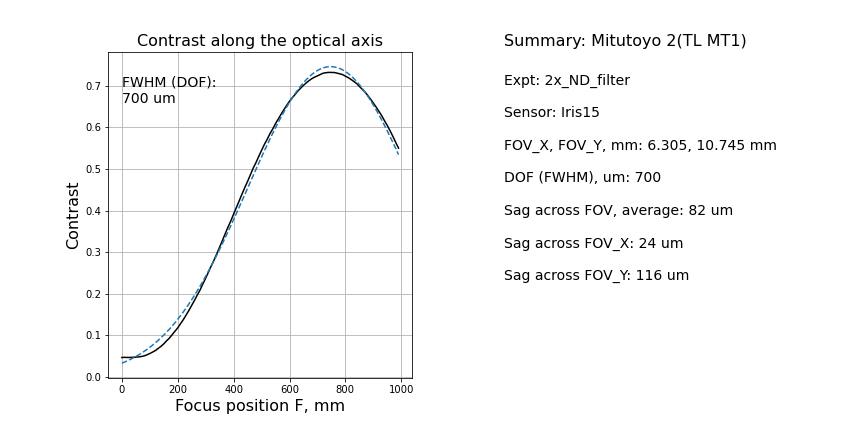 Contrast along the optical axis
FWHM (DOF):
700 um
Contrast
0.7
0.6
0.5
0.4
0.3
0.2
0.1
0.0
0 200 400 600 800 1000
Focus position F, mm
Summary: Mitutoyo 2(TL MT1)
Expt: 2x_ND_filter
Sensor: Iris15
FOV_X, FOV_Y, mm: 6.305, 10.745 mm
DOF (FWHM), um: 700
Sag across FOV, average: 82 um
Sag across FOV_X: 24 um
Sag across FOV_Y: 116 um